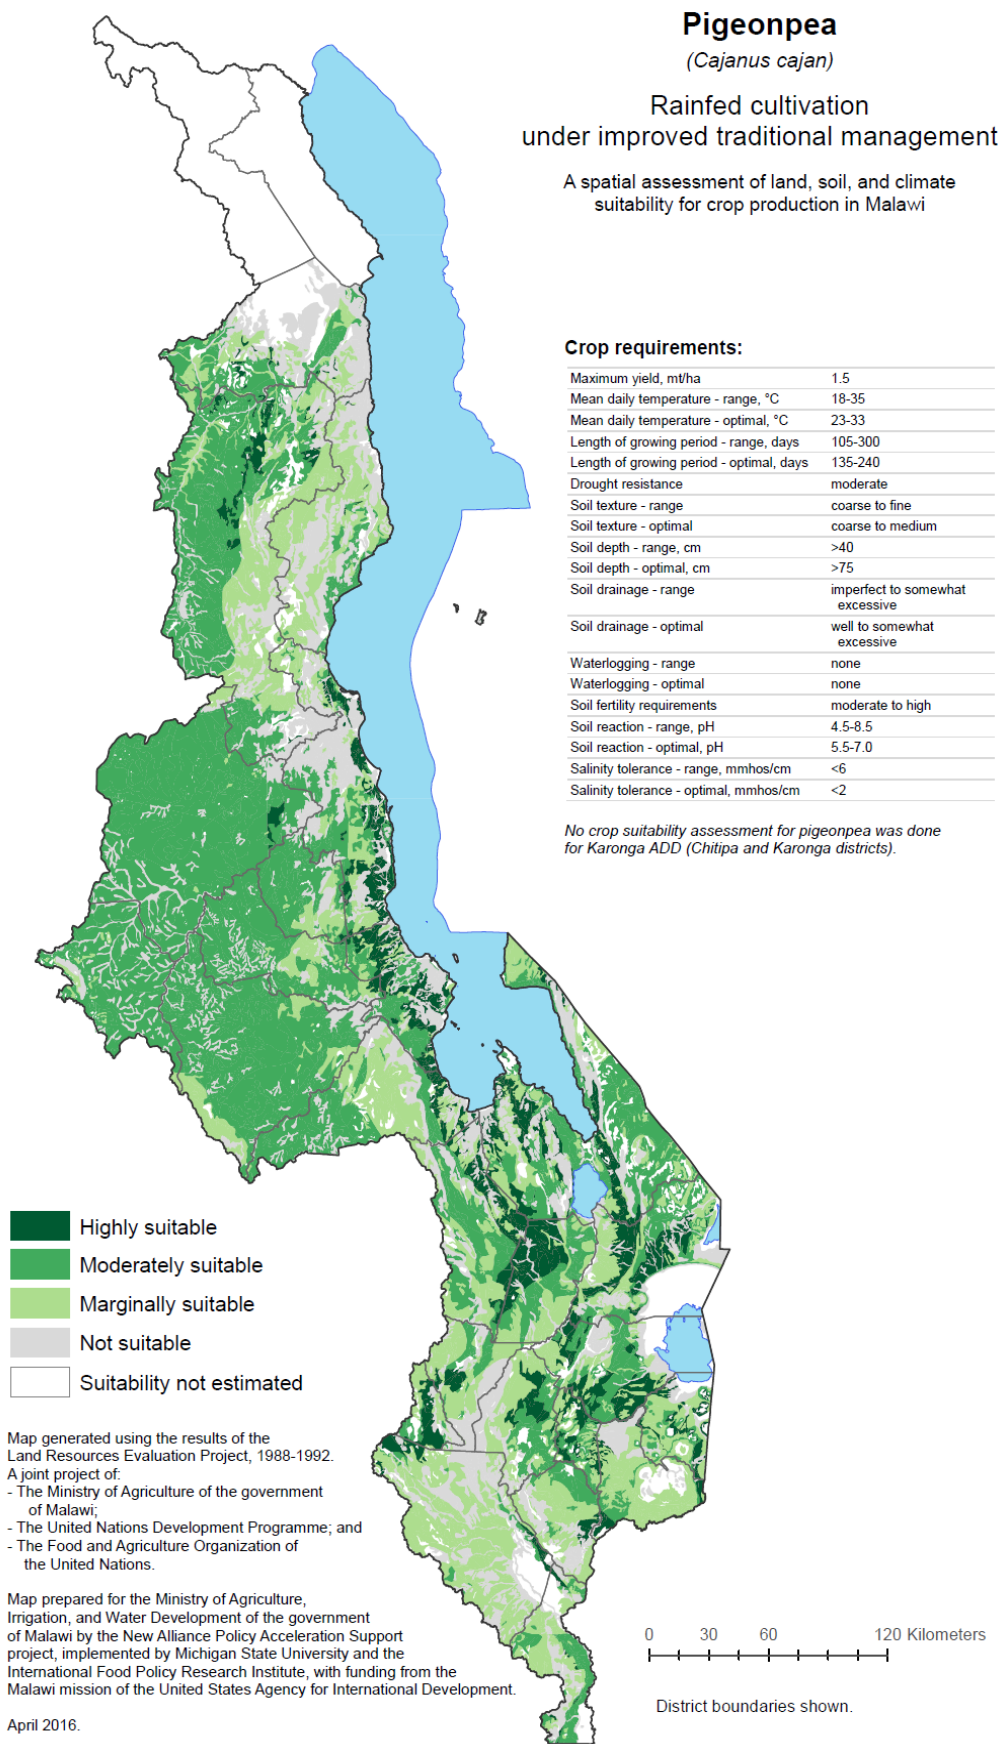 Pigeonpea
(Cajanus cajan)
Rainfed cultivation
under improved traditional management
A spatial assessment of land, soil, and climate
suitability for crop production in Malawi
Crop requirements:
Maximum yield, mt/ha 1.5
Mean daily temperature - range, °C 18-35
Mean daily temperature - optimal, °C 23-33
Length of growing period - range, days 105-300
Length of growing period - optimal, days 135-240
Drought resistance moderate
Soil texture - range coarse to fine
Soil texture - optimal coarse to medium
Soil depth - range, cm >40
Soil depth - optimal, cm >75
Soil drainage - range imperfect to somewhat
excessive
Soil drainage - optimal well to somewhat
excessive
Waterlogging - range none
Waterlogging - optimal none
Soil fertility requirements moderate to high
Soil reaction - range, pH 4.5-8.5
Soil reaction - optimal, pH 5.5-7.0
Salinity tolerance - range, mmhos/cm <6
Salinity tolerance - optimal, mmhos/cm <2
No crop suitability assessment for pigeonpea was done
for Karonga ADD (Chitipa and Karonga districts).
Highly suitable
Moderately suitable
Marginally suitable
Not suitable
Suitability not estimated
Map generated using the results of the
Land Resources Evaluation Project, 1988-1992.
A joint project of:
- The Ministry of Agriculture of the government
of Malawi;
- The United Nations Development Programme; and
- The Food and Agriculture Organization of
the United Nations.
Map prepared for the Ministry of Agriculture,
Irrigation, and Water Development of the government
of Malawi by the New Alliance Policy Acceleration Support
project, implemented by Michigan State University and the
International Food Policy Research Institute, with funding from the
Malawi mission of the United States Agency for International Development.
April 2016.
0 30 60 120 Kilometers
District boundaries shown.